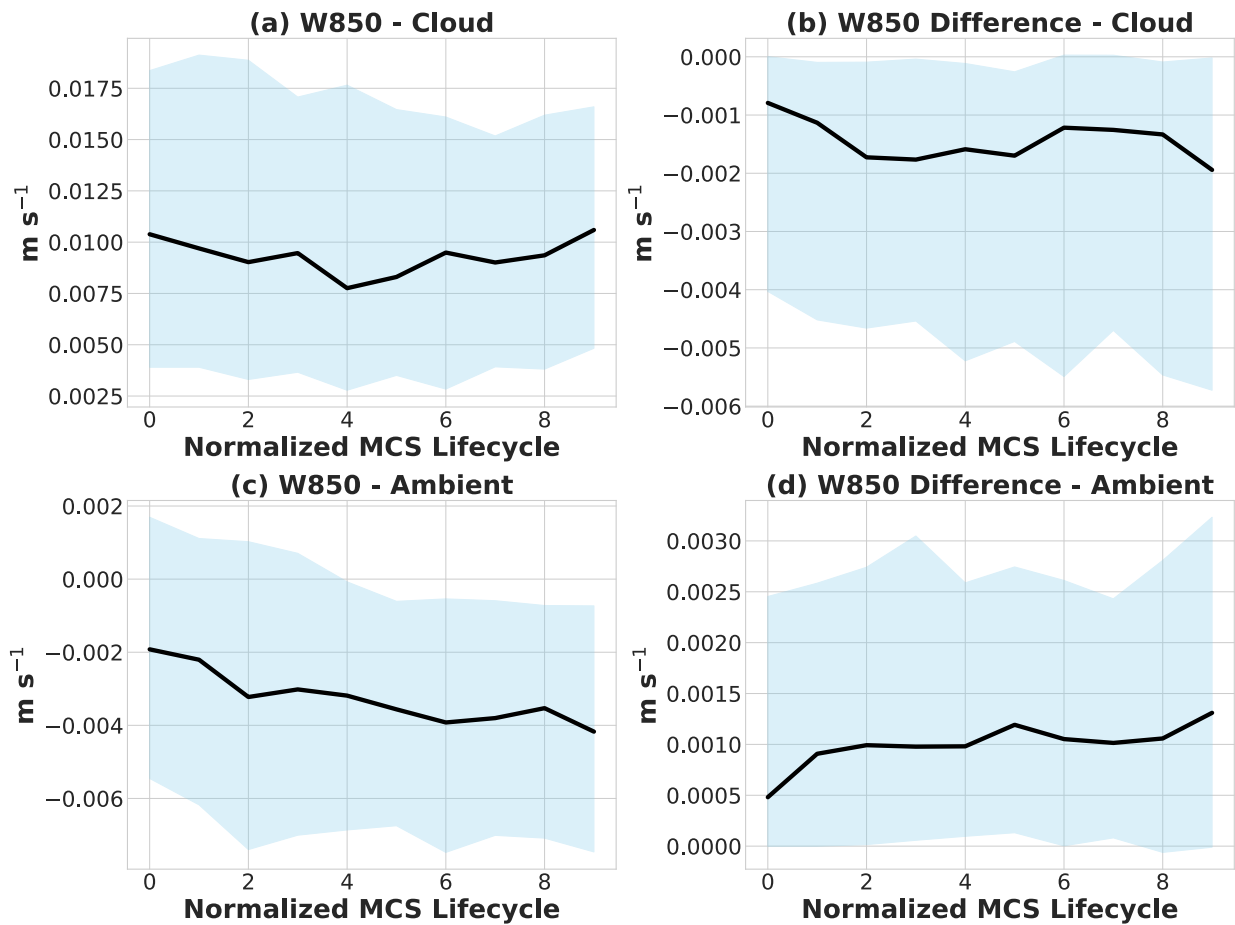 (a) W850 - Cloud
m s⁻¹
0.0175
0.0150
0.0125
0.0100
0.0075
0.0050
0.0025
0 2 4 6 8
Normalized MCS Lifecycle
(b) W850 Difference - Cloud
m s⁻¹
0.000
−0.001
−0.002
−0.003
−0.004
−0.005
−0.006
0 2 4 6 8
Normalized MCS Lifecycle
(c) W850 - Ambient
m s⁻¹
0.002
0.000
−0.002
−0.004
−0.006
0 2 4 6 8
Normalized MCS Lifecycle
(d) W850 Difference - Ambient
m s⁻¹
0.0030
0.0025
0.0020
0.0015
0.0010
0.0005
0.0000
0 2 4 6 8
Normalized MCS Lifecycle